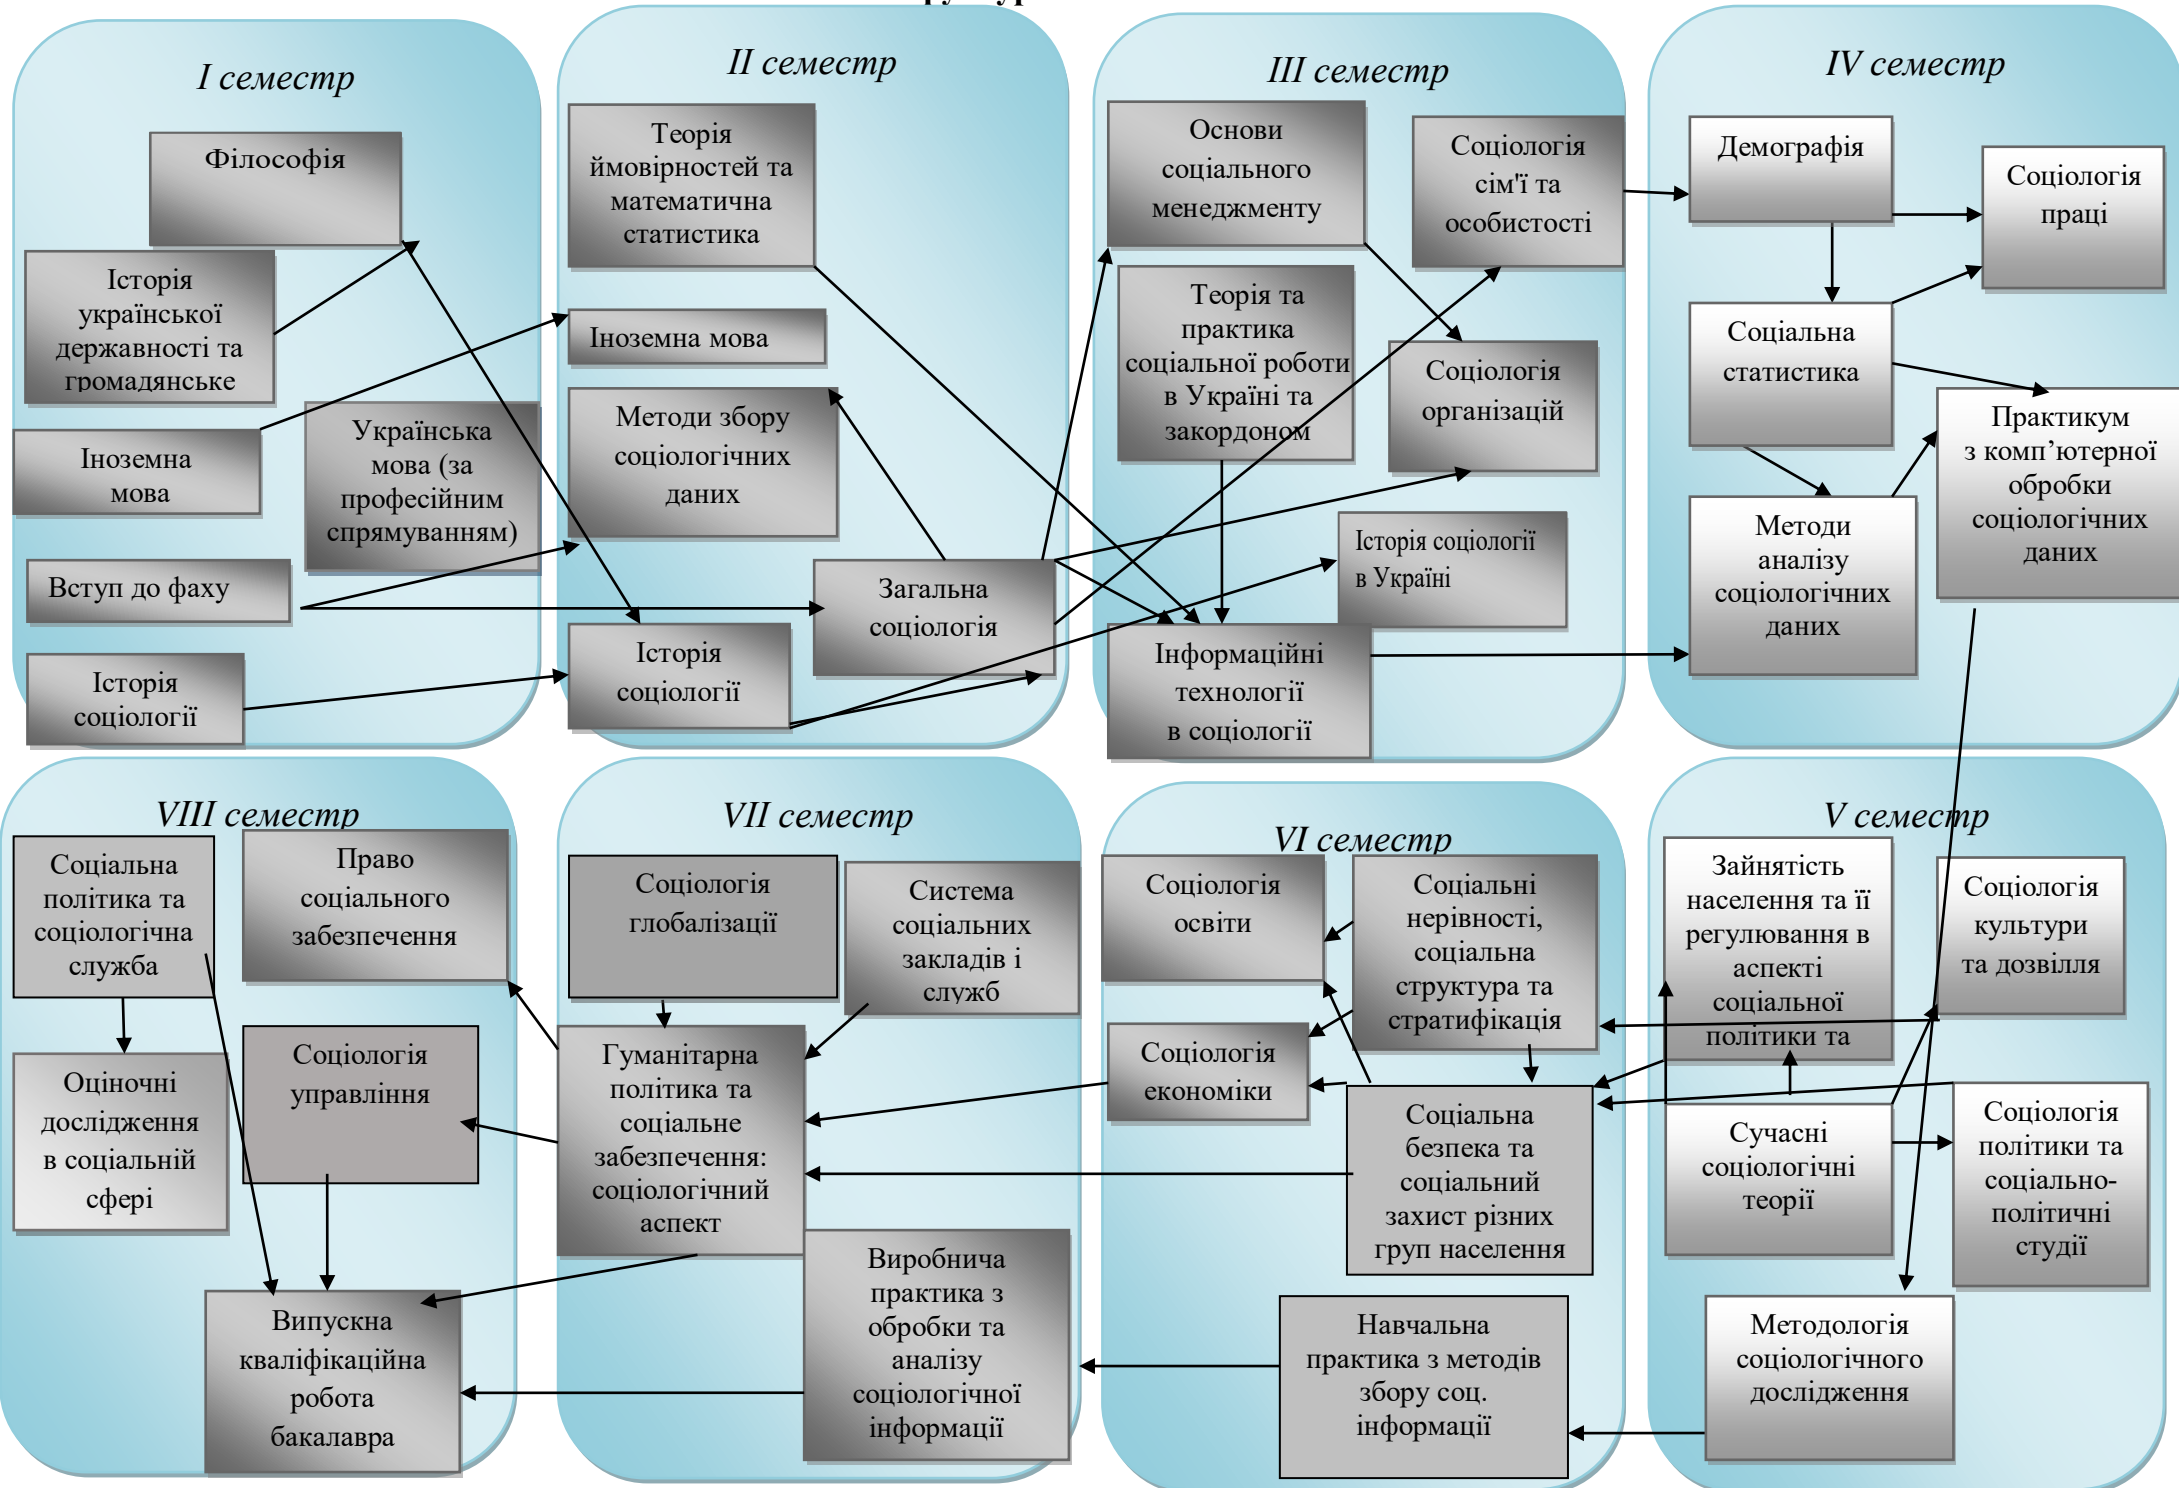 I семестр
Філософія
Історія
української
державності та
громадянське
Іноземна
мова
Українська
мова (за
професійним
спрямуванням)
Вступ до фаху
Історія
соціології
II семестр
Теорія
ймовірностей та
математична
статистика
Іноземна мова
Методи збору
соціологічних
даних
Загальна
соціологія
Історія
соціології
III семестр
Основи
соціального
менеджменту
Соціологія
сім'ї та
особистості
Теорія та
практика
соціальної роботи
в Україні та
закордоном
Соціологія
організацій
Історія соціології
в Україні
Інформаційні
технології
в соціології
IV семестр
Демографія
Соціологія
праці
Соціальна
статистика
Практикум
з комп’ютерної
обробки
соціологічних
даних
Методи
аналізу
соціологічних
даних
VIII семестр
Соціальна
політика та
соціологічна
служба
Право
соціального
забезпечення
Оціночні
дослідження
в соціальній
сфері
Соціологія
управління
Випускна
кваліфікаційна
робота
бакалавра
VII семестр
Соціологія
глобалізації
Система
соціальних
закладів і
служб
Гуманітарна
політика та
соціальне
забезпечення:
соціологічний
аспект
Виробнича
практика з
обробки та
аналізу
соціологічної
інформації
VI семестр
Соціологія
освіти
Соціальні
нерівності,
соціальна
структура та
стратифікація
Соціологія
економіки
Соціальна
безпека та
соціальний
захист різних
груп населення
Навчальна
практика з методів
збору соц.
інформації
V семестр
Зайнятість
населення та її
регулювання в
аспекті
соціальної
політики та
Соціологія
культури
та дозвілля
Сучасні
соціологічні
теорії
Соціологія
політики та
соціально-
політичні
студії
Методологія
соціологічного
дослідження